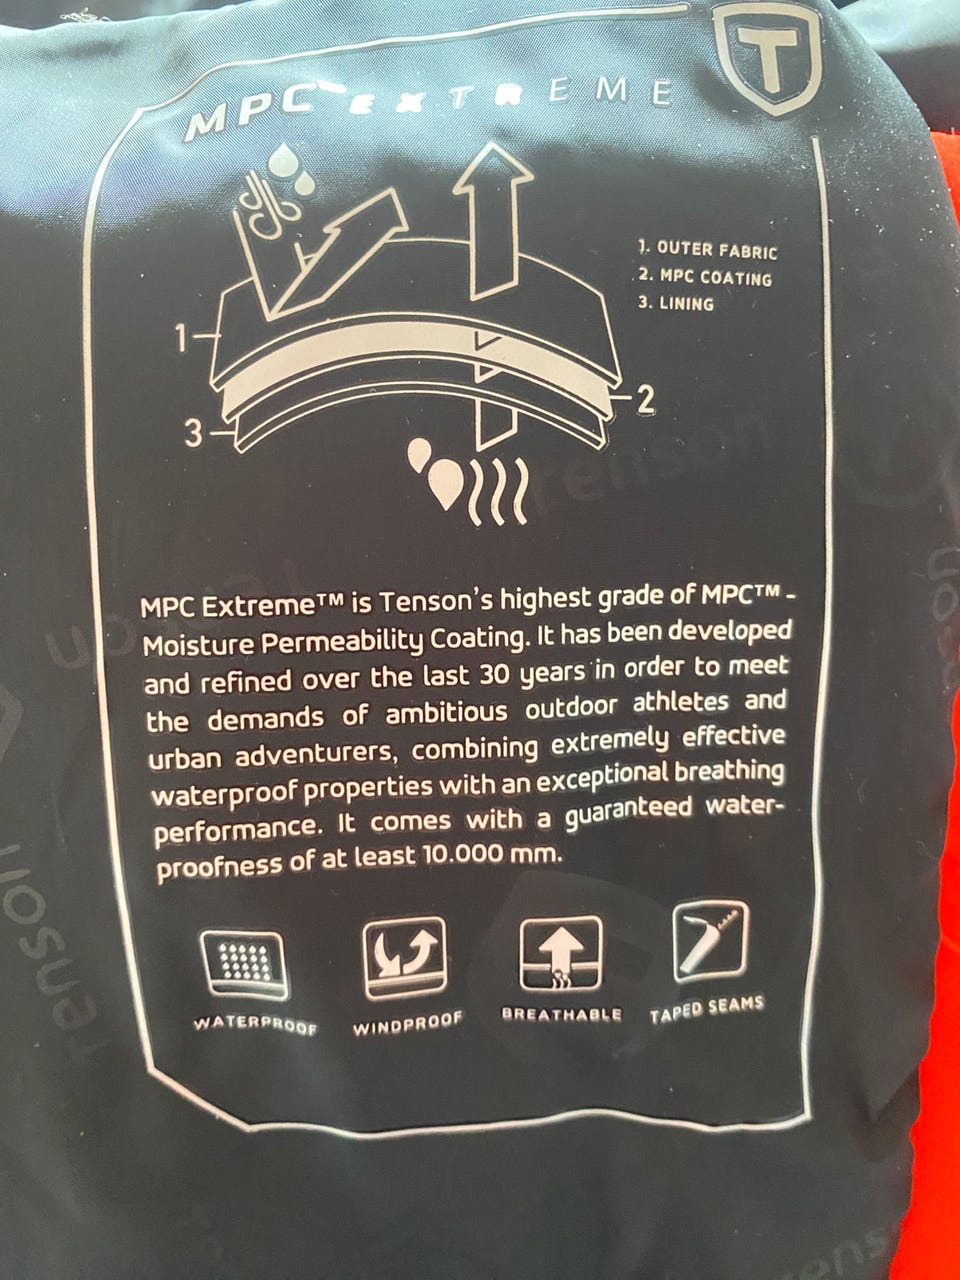 T
MPC™ EXTREME
1. OUTER FABRIC
2. MPC COATING
3. LINING
1
2
3
Tenson
MPC Extreme™ is Tenson's highest grade of MPC™ -
Moisture Permeability Coating. It has been developed
and refined over the last 30 years in order to meet
the demands of ambitious outdoor athletes and
urban adventurers, combining extremely effective
waterproof properties with an exceptional breathing
performance. It comes with a guaranteed water-
proofness of at least 10.000 mm.
WATERPROOF
WINDPROOF
BREATHABLE
TAPED SEAMS